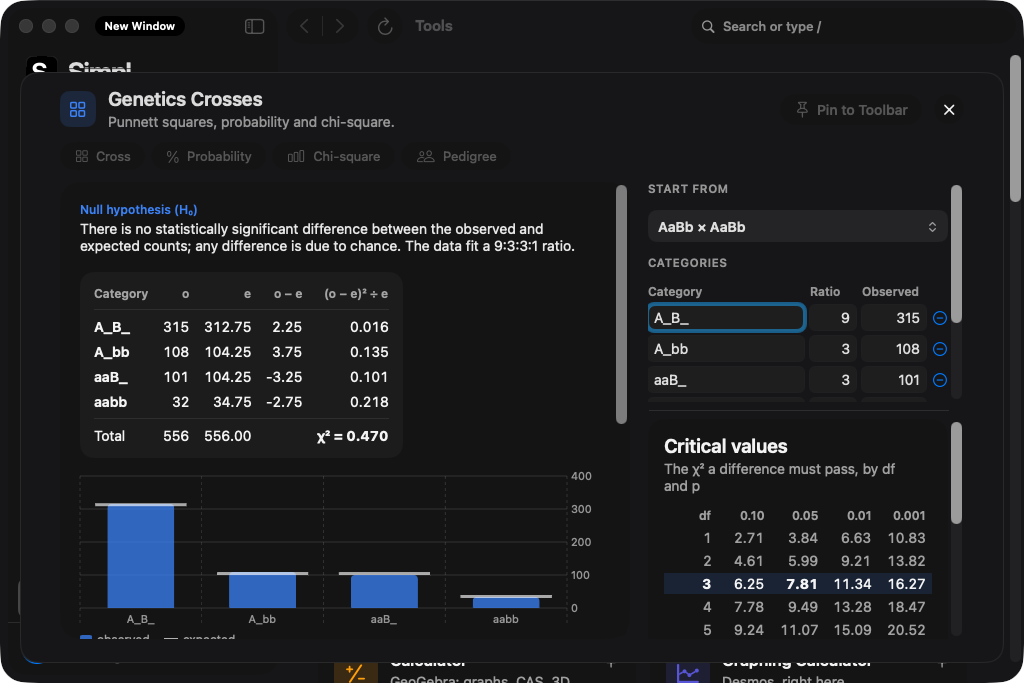 New Window
Tools
Search or type /
Simpl
Genetics Crosses
Punnett squares, probability and chi-square.
Pin to Toolbar
Cross
Probability
Chi-square
Pedigree
Null hypothesis (H₀)
There is no statistically significant difference between the observed and
expected counts; any difference is due to chance. The data fit a 9:3:3:1 ratio.
Category o e o – e (o – e)² ÷ e
A_B_ 315 312.75 2.25 0.016
A_bb 108 104.25 3.75 0.135
aaB_ 101 104.25 -3.25 0.101
aabb 32 34.75 -2.75 0.218
Total 556 556.00 χ² = 0.470
400
300
200
100
0
A_B_ A_bb aaB_ aabb
observed expected
START FROM
AaBb × AaBb
CATEGORIES
Category Ratio Observed
A_B_ 9 315
A_bb 3 108
aaB_ 3 101
Critical values
The χ² a difference must pass, by df
and p
df 0.10 0.05 0.01 0.001
1 2.71 3.84 6.63 10.83
2 4.61 5.99 9.21 13.82
3 6.25 7.81 11.34 16.27
4 7.78 9.49 13.28 18.47
5 9.24 11.07 15.09 20.52
Calculator
GeoGebra: graphs, CAS, 3D
Graphing Calculator
Desmos, right here